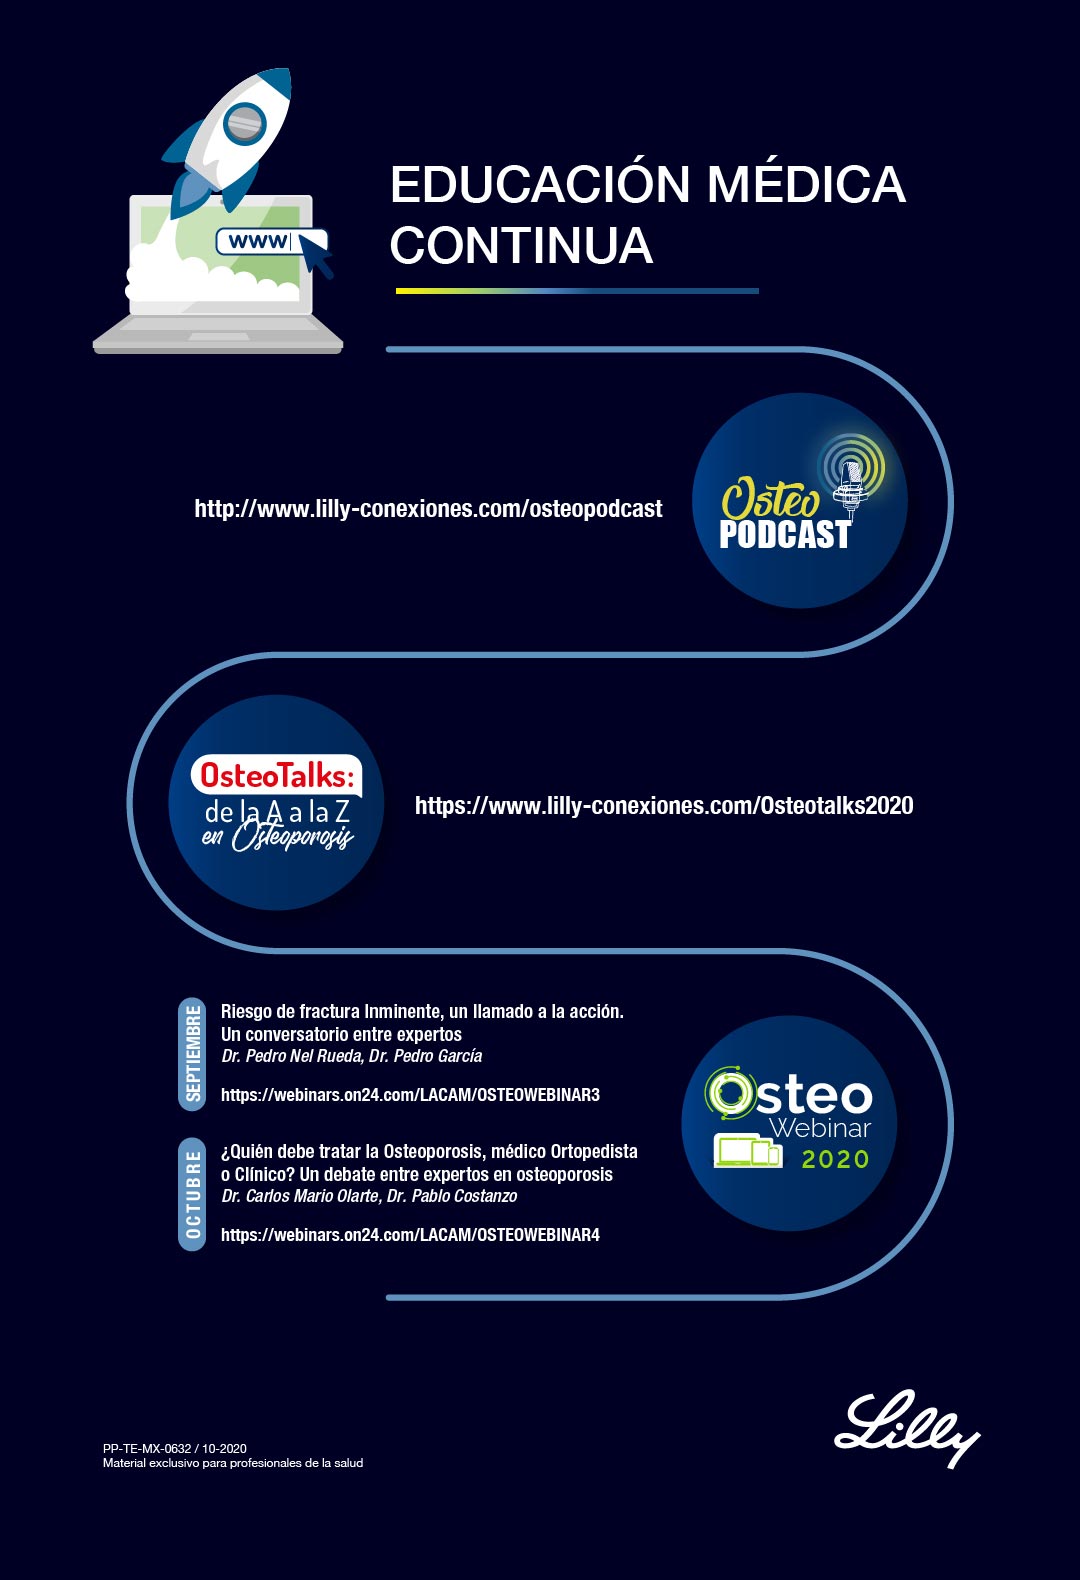 www
EDUCACIÓN MÉDICA
CONTINUA
http://www.lilly-conexiones.com/osteopodcast
Osteo
PODCAST
OsteoTalks:
de la A a la Z
en Osteoporosis
https://www.lilly-conexiones.com/Osteotalks2020
SEPTIEMBRE
Riesgo de fractura Inminente, un llamado a la acción.
Un conversatorio entre expertos
Dr. Pedro Nel Rueda, Dr. Pedro García
https://webinars.on24.com/LACAM/OSTEOWEBINAR3
OCTUBRE
¿Quién debe tratar la Osteoporosis, médico Ortopedista
o Clínico? Un debate entre expertos en osteoporosis
Dr. Carlos Mario Olarte, Dr. Pablo Costanzo
https://webinars.on24.com/LACAM/OSTEOWEBINAR4
Osteo
Webinar
2020
PP-TE-MX-0632 / 10-2020
Material exclusivo para profesionales de la salud
Lilly